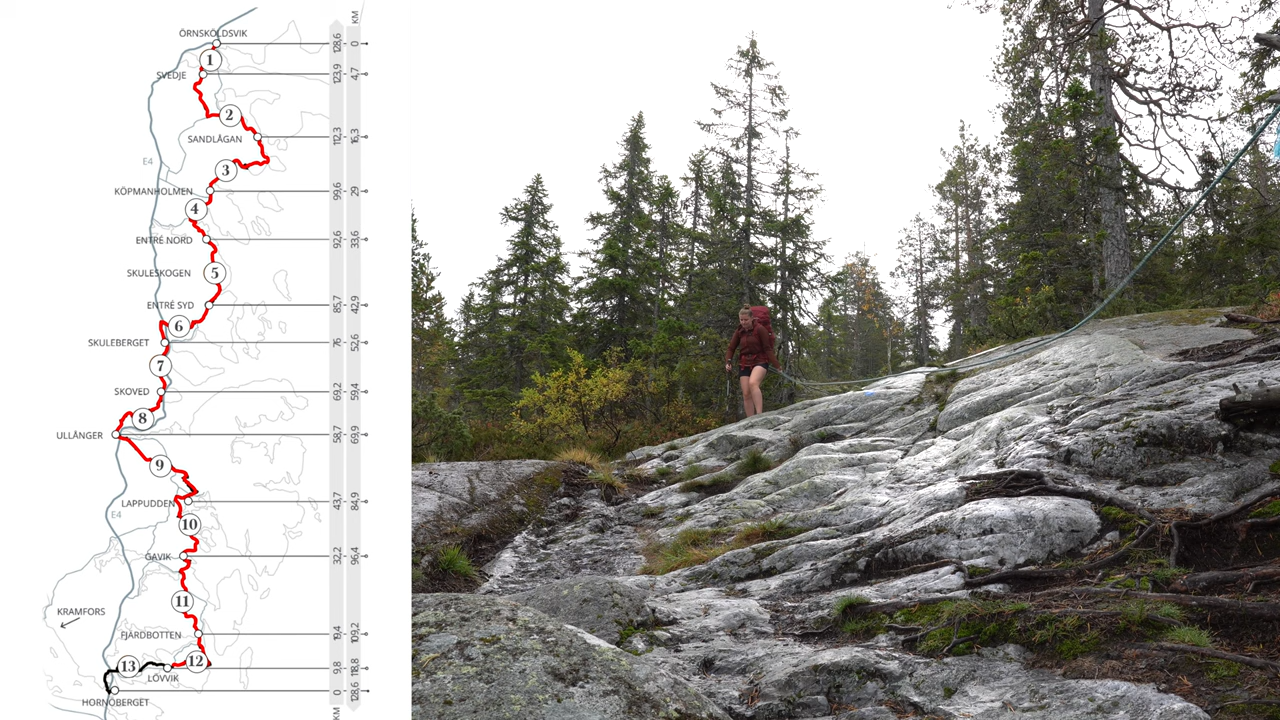 KM
ÖRNSKÖLDSVIK
128,6 0
1
SVEDJE
123,9 4,7
2
SANDLÅGAN
112,3 16,3
E4
3
KÖPMANHOLMEN
99,6 29
4
ENTRÉ NORD
92,6 33,6
SKULESKOGEN
5
ENTRÉ SYD
85,7 42,9
6
SKULEBERGET
76 52,6
7
SKOVED
69,2 59,4
8
ULLÅNGER
58,7 69,9
9
LAPPUDDEN
43,7 84,9
E4
10
GAVIK
32,2 96,4
11
KRAMFORS
FJÄRDBOTTEN
19,4 109,2
12
13
LÖVVIK
9,8 118,8
HORNÖBERGET
0 128,6
KM